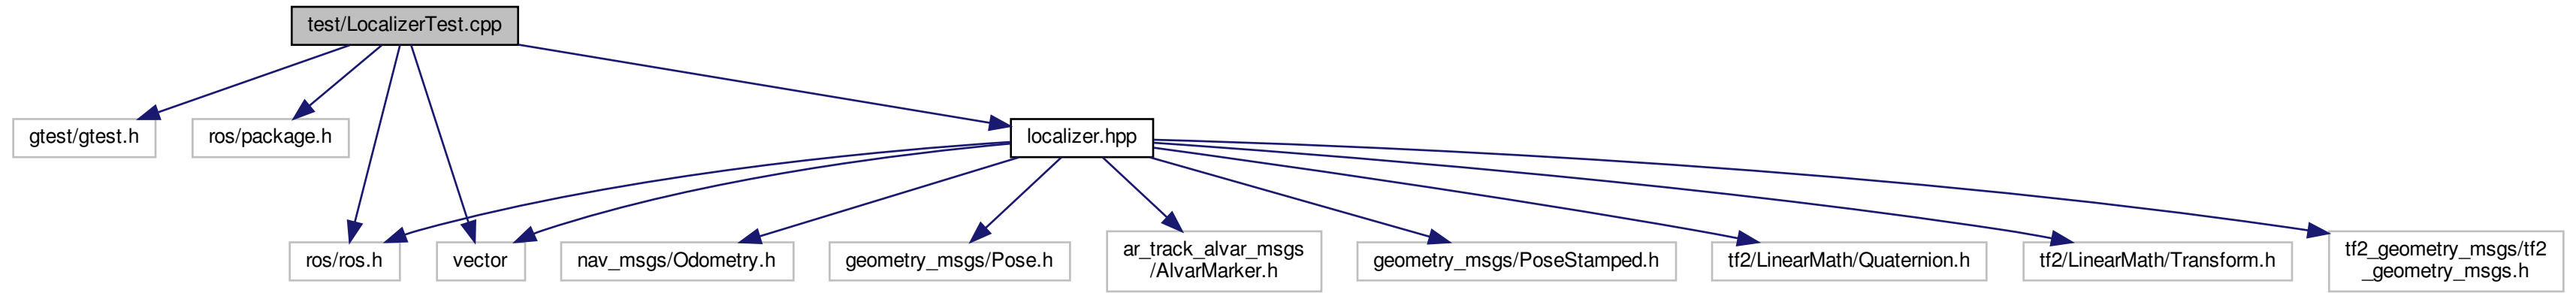 test/LocalizerTest.cpp
gtest/gtest.h
ros/package.h
localizer.hpp
ros/ros.h
vector
nav_msgs/Odometry.h
geometry_msgs/Pose.h
ar_track_alvar_msgs
/AlvarMarker.h
geometry_msgs/PoseStamped.h
tf2/LinearMath/Quaternion.h
tf2/LinearMath/Transform.h
tf2_geometry_msgs/tf2
_geometry_msgs.h